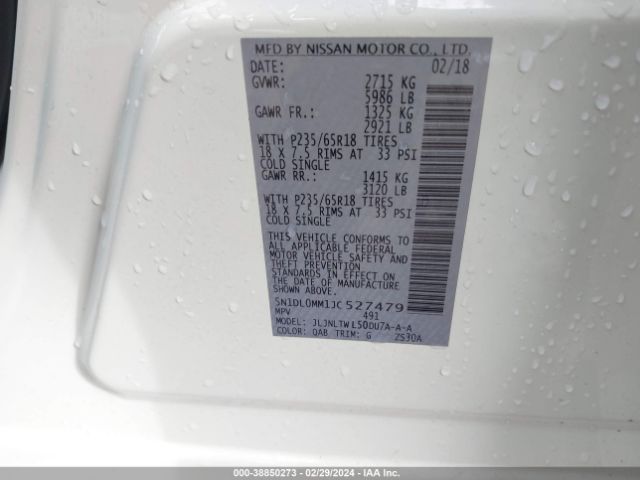 MFD BY NISSAN MOTOR CO., LTD.
DATE: 02/18
GVWR: 2715 KG
5986 LB
GAWR FR.: 1325 KG
2921 LB
WITH P235/65R18 TIRES
18 X 7.5 RIMS AT 33 PSI
COLD SINGLE
GAWR RR.: 1415 KG
3120 LB
WITH P235/65R18 TIRES
18 X 7.5 RIMS AT 33 PSI
COLD SINGLE
THIS VEHICLE CONFORMS TO
ALL APPLICABLE FEDERAL
MOTOR VEHICLE SAFETY AND
THEFT PREVENTION
STANDARDS IN EFFECT ON
THE DATE OF MANUFACTURE
SHOWN ABOVE.
5N1DL0MM1JC527479
MPV 491
MODEL: JLJNLTWL50DU7A-A-A
COLOR: QAB TRIM: G ZS30A
000-38850273 - 02/29/2024 - IAA Inc.